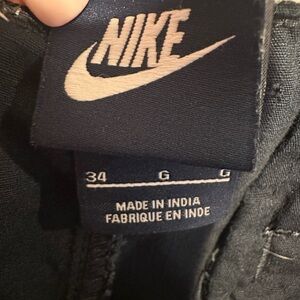 NIKE
34 G G
MADE IN INDIA
FABRIQUE EN INDE